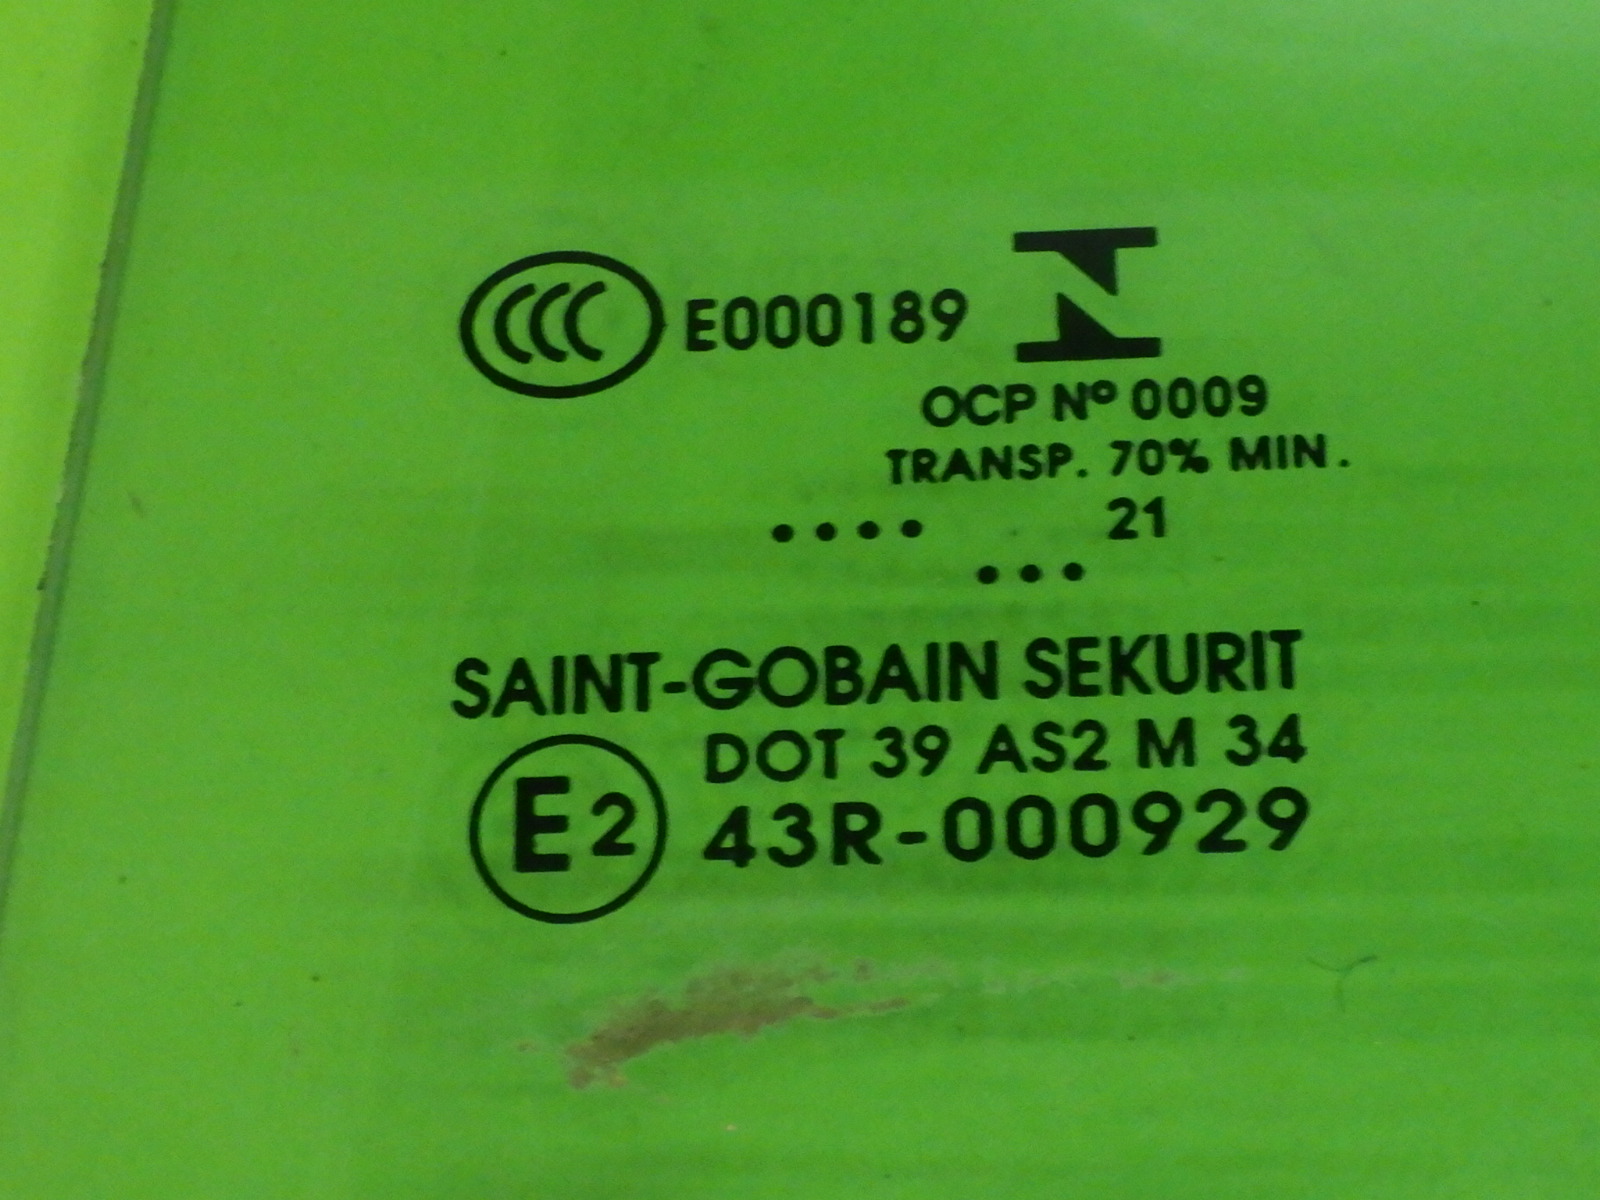 CCC E000189
OCP Nº 0009
TRANSP. 70% MIN.
.... 21
...
SAINT-GOBAIN SEKURIT
DOT 39 AS2 M 34
E2 43R-000929